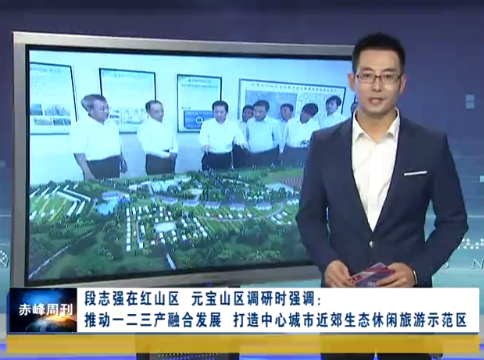 赤峰周刊
段志强在红山区 元宝山区调研时强调：
推动一二三产融合发展 打造中心城市近郊生态休闲旅游示范区